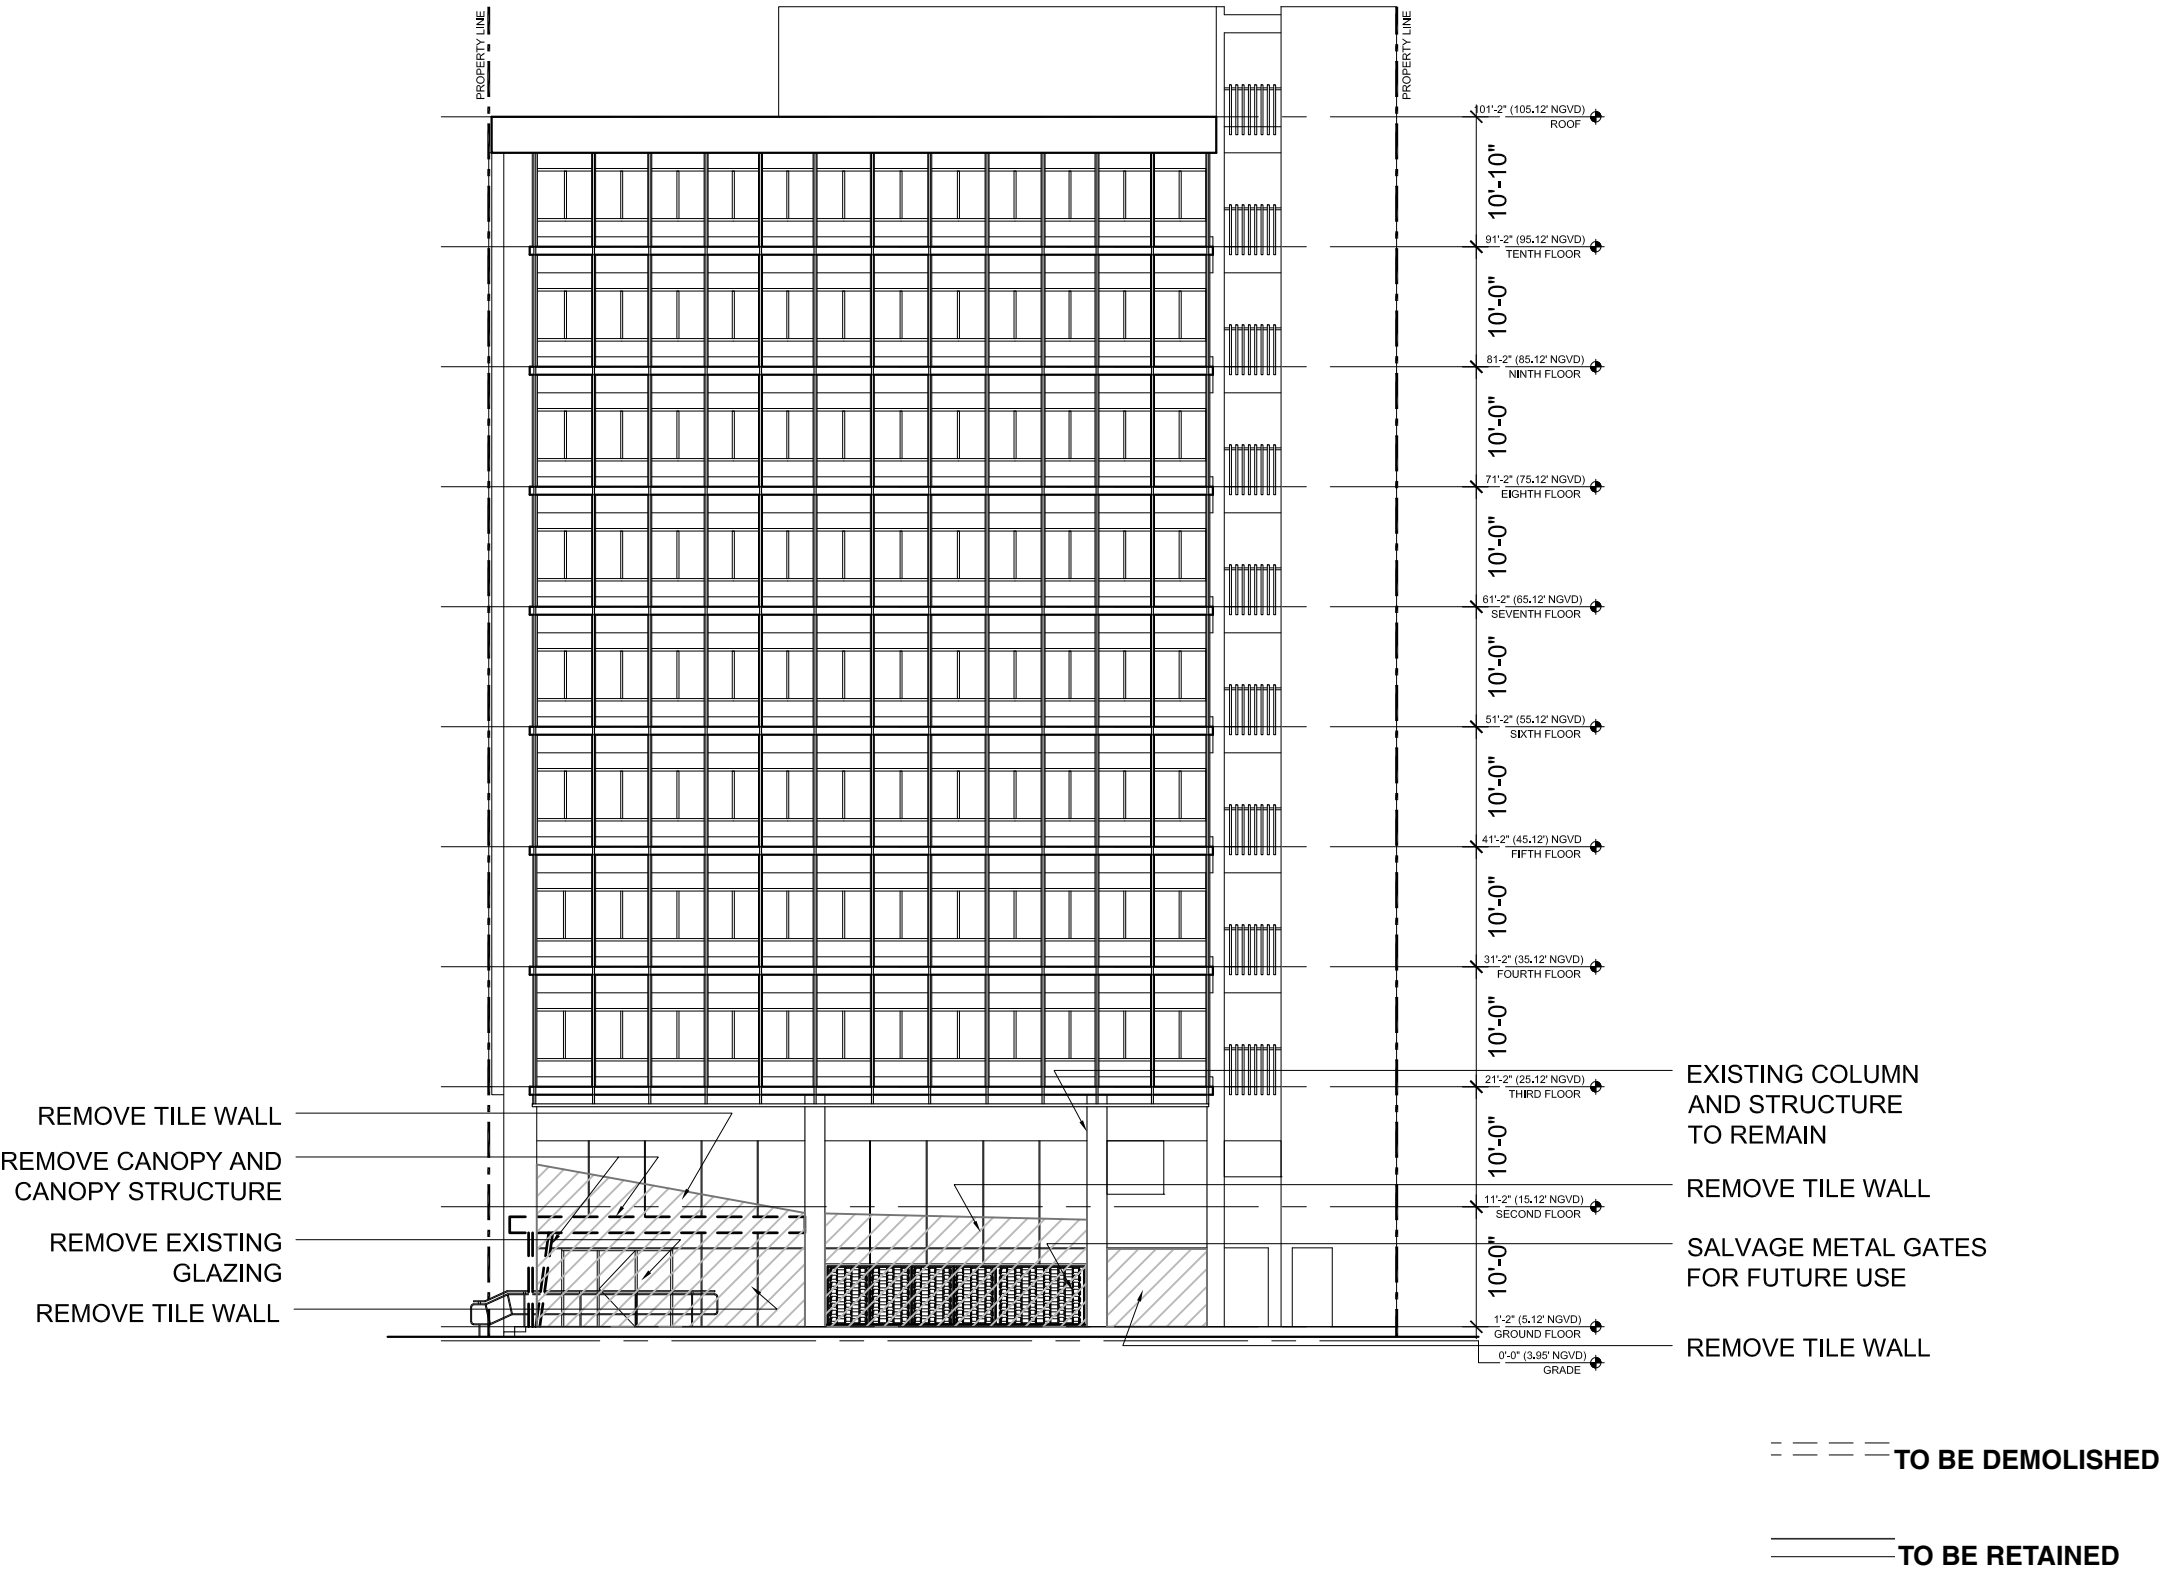 PROPERTY LINE
PROPERTY LINE
101'-2" (105.12' NGVD)
ROOF
10'-10"
91'-2" (95.12' NGVD)
TENTH FLOOR
10'-0"
81-2" (85.12' NGVD)
NINTH FLOOR
10'-0"
71'-2" (75.12' NGVD)
EIGHTH FLOOR
10'-0"
61'-2" (65.12' NGVD)
SEVENTH FLOOR
10'-0"
51'-2" (55.12' NGVD)
SIXTH FLOOR
10'-0"
41'-2" (45.12') NGVD
FIFTH FLOOR
10'-0"
31'-2" (35.12' NGVD)
FOURTH FLOOR
10'-0"
21'-2" (25.12' NGVD)
THIRD FLOOR
10'-0"
11'-2" (15.12' NGVD)
SECOND FLOOR
10'-0"
1'-2" (5.12' NGVD)
GROUND FLOOR
0'-0" (3.95' NGVD)
GRADE
REMOVE TILE WALL
REMOVE CANOPY AND
CANOPY STRUCTURE
REMOVE EXISTING
GLAZING
REMOVE TILE WALL
EXISTING COLUMN
AND STRUCTURE
TO REMAIN
REMOVE TILE WALL
SALVAGE METAL GATES
FOR FUTURE USE
REMOVE TILE WALL
TO BE DEMOLISHED
TO BE RETAINED